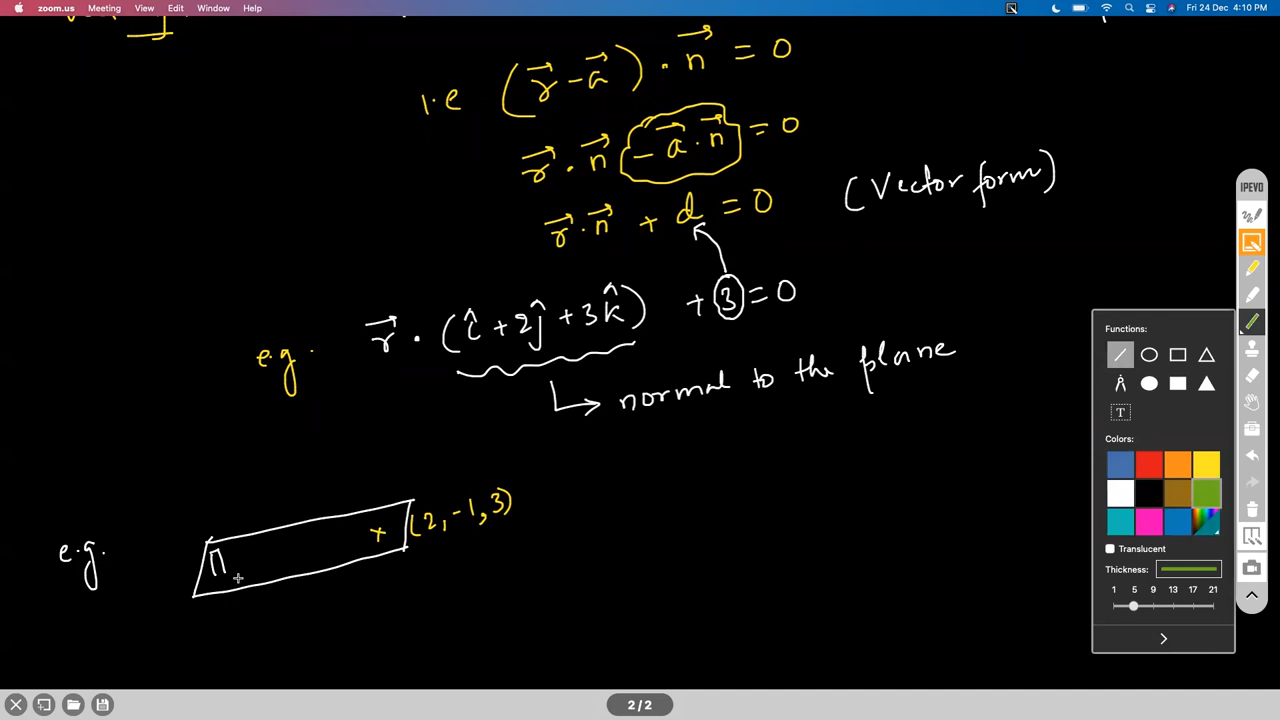 zoom.us Meeting View Edit Window Help Fri 24 Dec 4:10 PM
i.e (r⃗ - a⃗) · n⃗ = 0
r⃗ · n⃗ - a⃗ · n⃗ = 0
r⃗ · n⃗ + d = 0 (Vector form)
e.g. r⃗ · (î + 2ĵ + 3k̂) + 3 = 0
normal to the plane
e.g. Π × (2, -1, 3)
IPEVO
Functions:
T
Colors:
Translucent
Thickness:
1 5 9 13 17 21
2/2